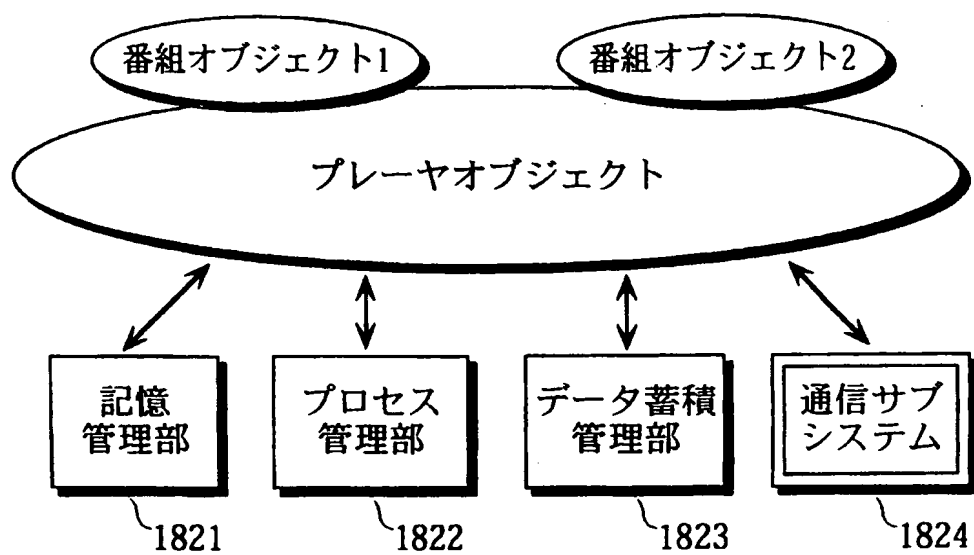 番組オブジェクト1
番組オブジェクト2
プレーヤオブジェクト
記憶
管理部
プロセス
管理部
データ蓄積
管理部
通信サブ
システム
1821
1822
1823
1824